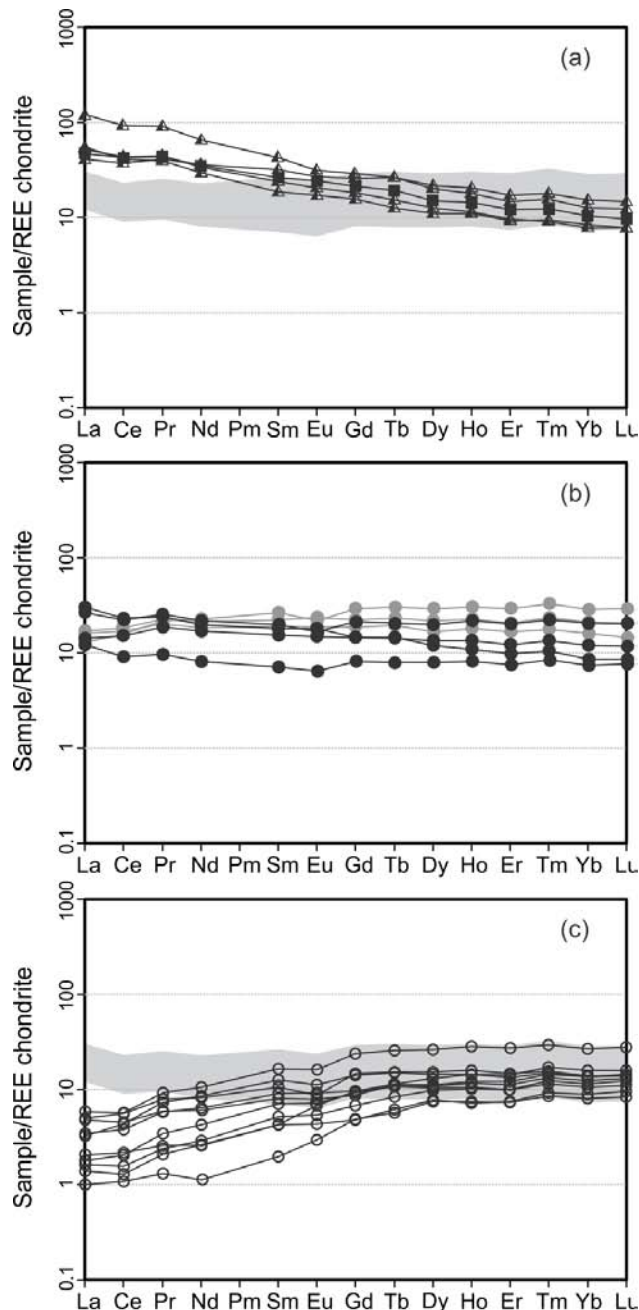 (a)
Sample/REE chondrite
1000
100
10
1
0.1
La Ce Pr Nd Pm Sm Eu Gd Tb Dy Ho Er Tm Yb Lu
(b)
Sample/REE chondrite
1000
100
10
1
0.1
La Ce Pr Nd Pm Sm Eu Gd Tb Dy Ho Er Tm Yb Lu
(c)
Sample/REE chondrite
1000
100
10
1
0.1
La Ce Pr Nd Pm Sm Eu Gd Tb Dy Ho Er Tm Yb Lu